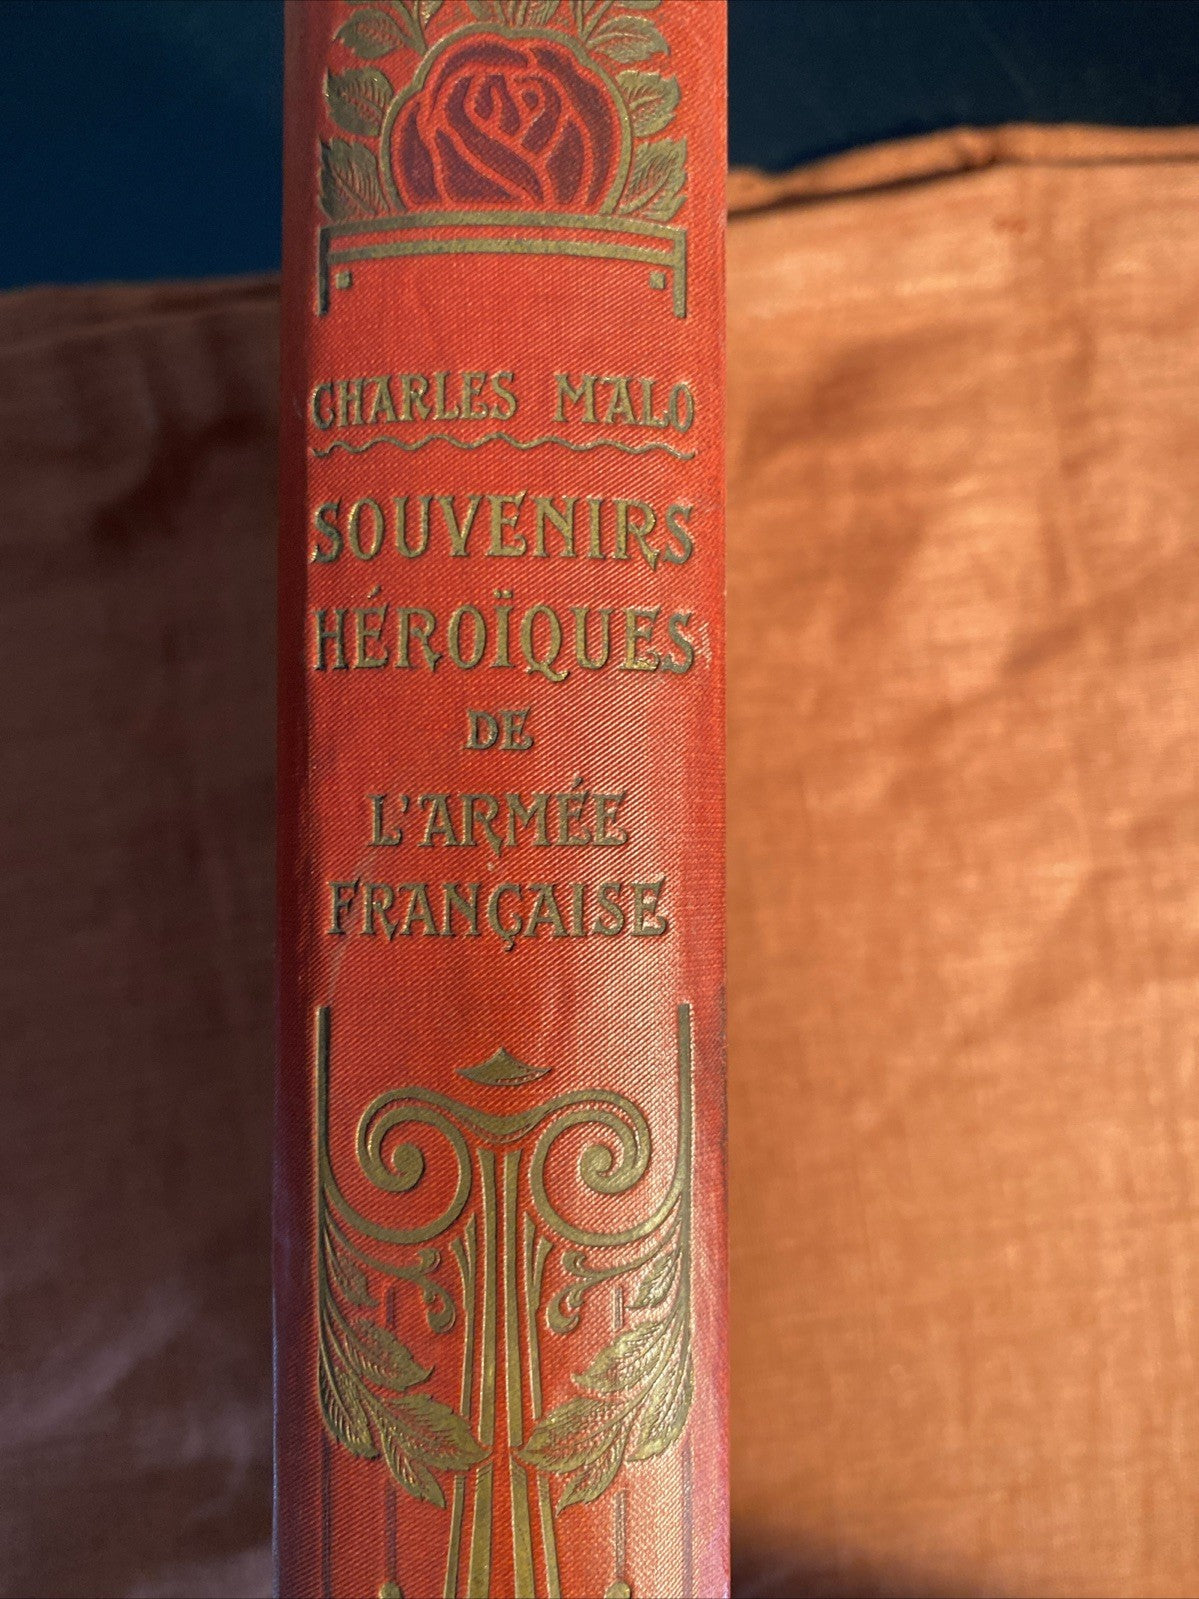 CHARLES MALO
SOUVENIRS
HÉROÏQUES
DE
L'ARMÉE
FRANÇAISE